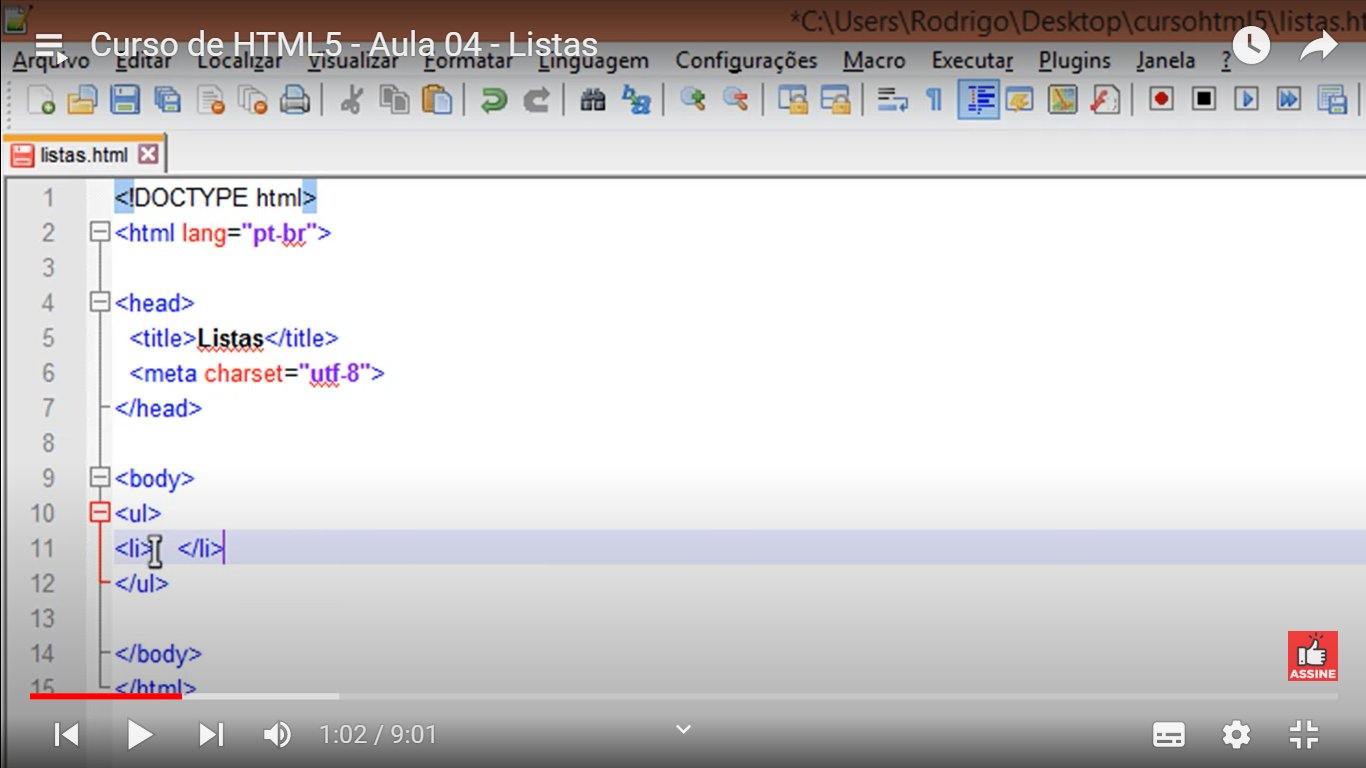 *C:\Users\Rodrigo\Desktop\cursohtml5\listas.ht
Curso de HTML5 - Aula 04 - Listas
Arquivo Editar Localizar Visualizar Formatar Linguagem Configurações Macro Executar Plugins Janela ?
listas.html
1 <!DOCTYPE html>
2 <html lang="pt-br">
3
4 <head>
5 <title>Listas</title>
6 <meta charset="utf-8">
7 </head>
8
9 <body>
10 <ul>
11 <li> </li>
12 </ul>
13
14 </body>
15 </html>
ASSINE
1:02 / 9:01